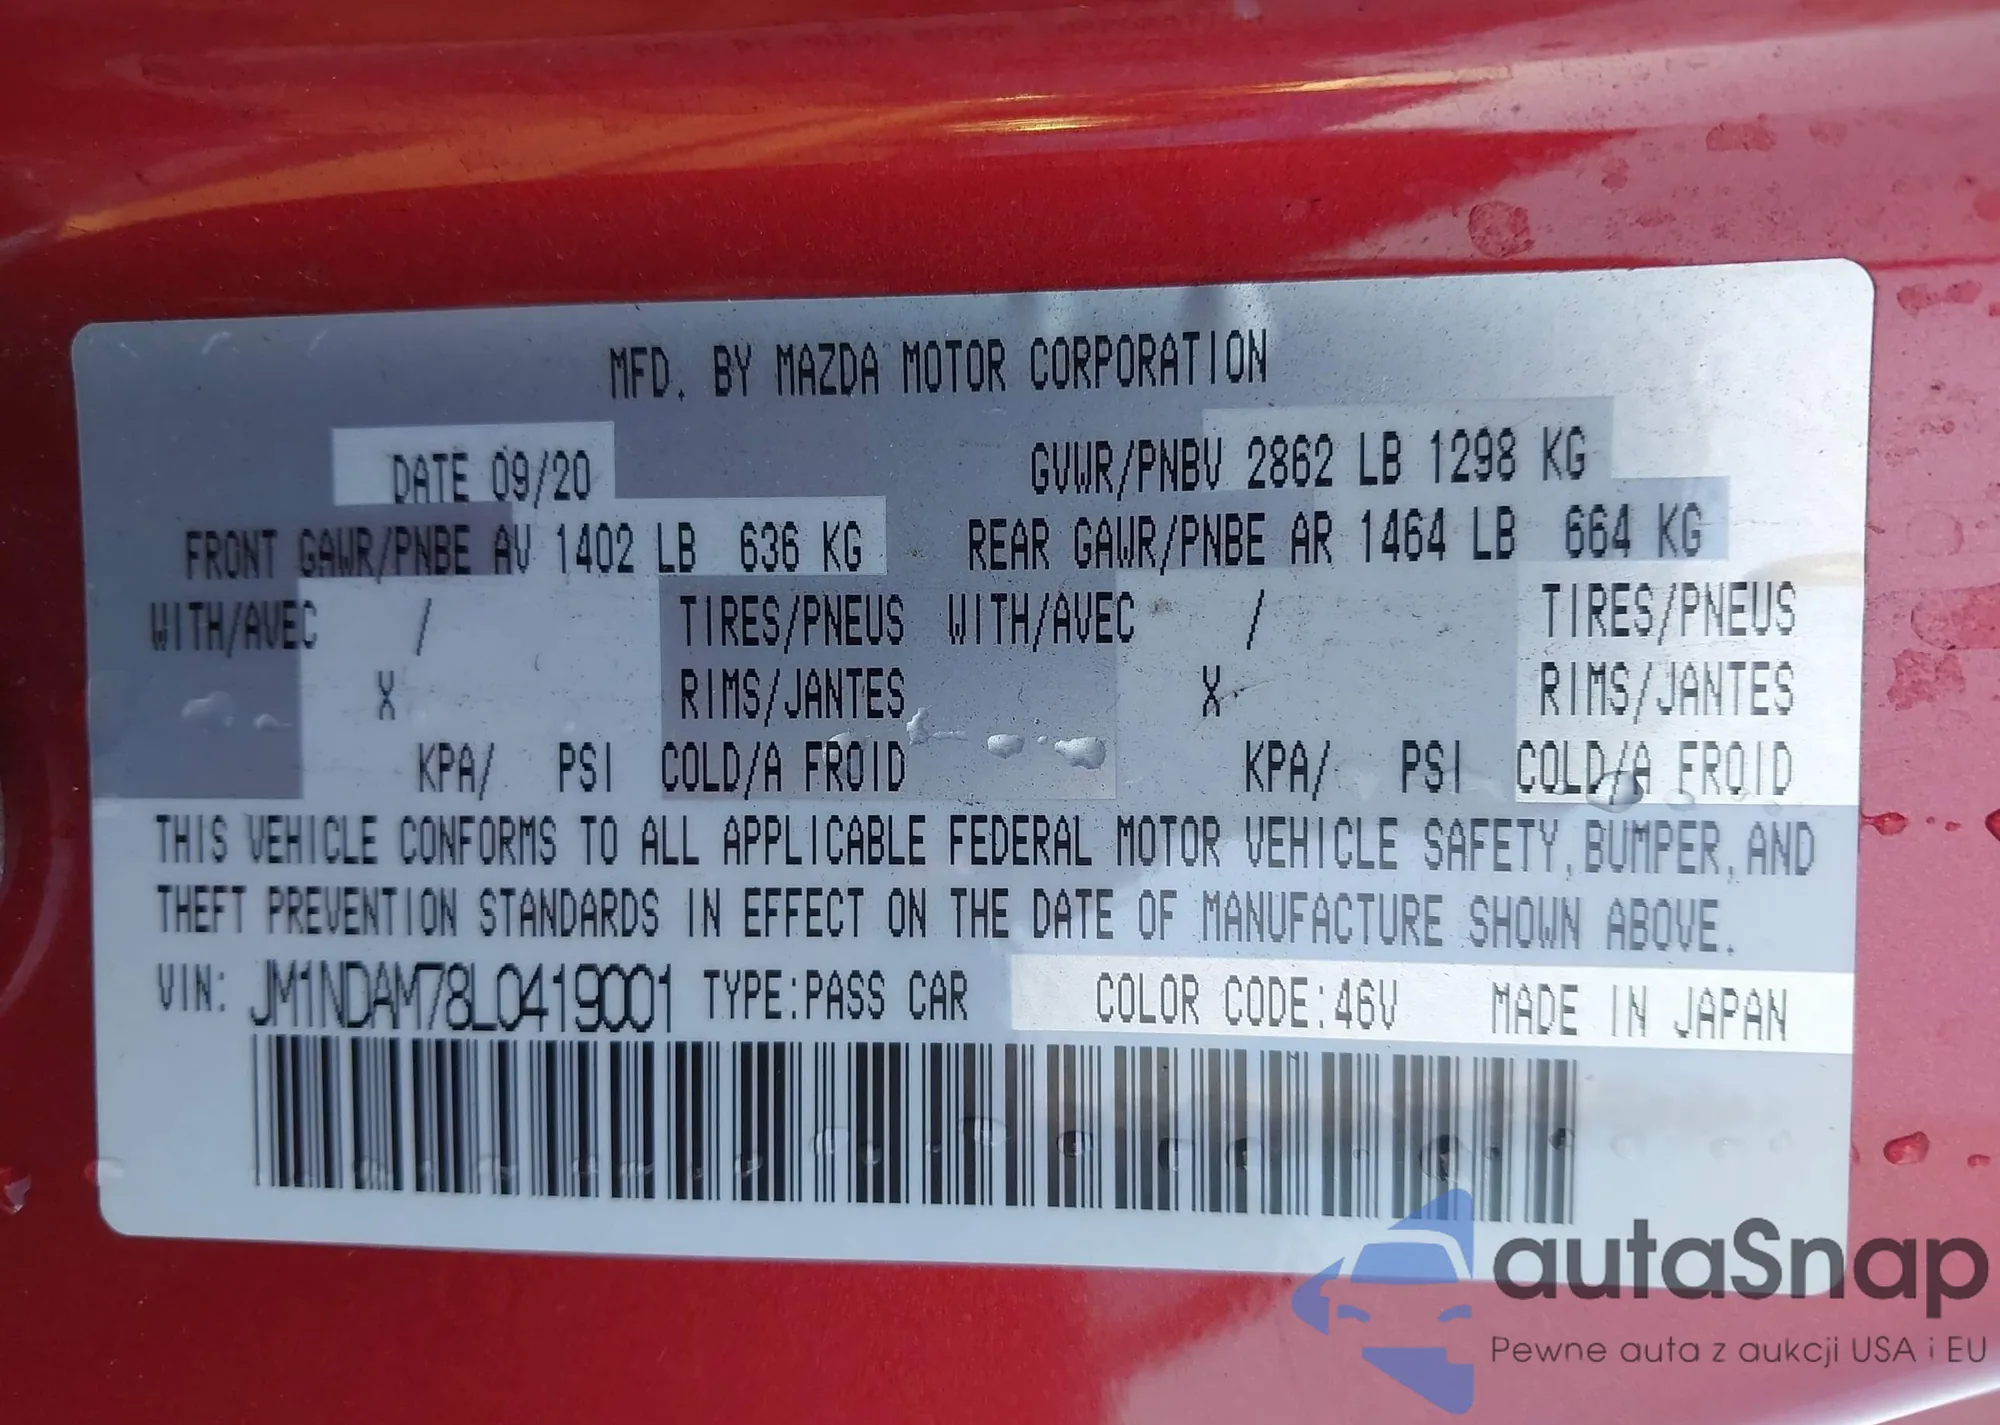 MFD. BY MAZDA MOTOR CORPORATION
DATE 09/20 GVWR/PNBV 2862 LB 1298 KG
FRONT GAWR/PNBE AV 1402 LB 636 KG REAR GAWR/PNBE AR 1464 LB 664 KG
WITH/AVEC / TIRES/PNEUS WITH/AVEC / TIRES/PNEUS
X RIMS/JANTES X RIMS/JANTES
KPA/ PSI COLD/A FROID KPA/ PSI COLD/A FROID
THIS VEHICLE CONFORMS TO ALL APPLICABLE FEDERAL MOTOR VEHICLE SAFETY,BUMPER,AND
THEFT PREVENTION STANDARDS IN EFFECT ON THE DATE OF MANUFACTURE SHOWN ABOVE.
VIN: JM1NDAM78L0419001 TYPE:PASS CAR COLOR CODE:46V MADE IN JAPAN
autaSnap
Pewne auta z aukcji USA i EU